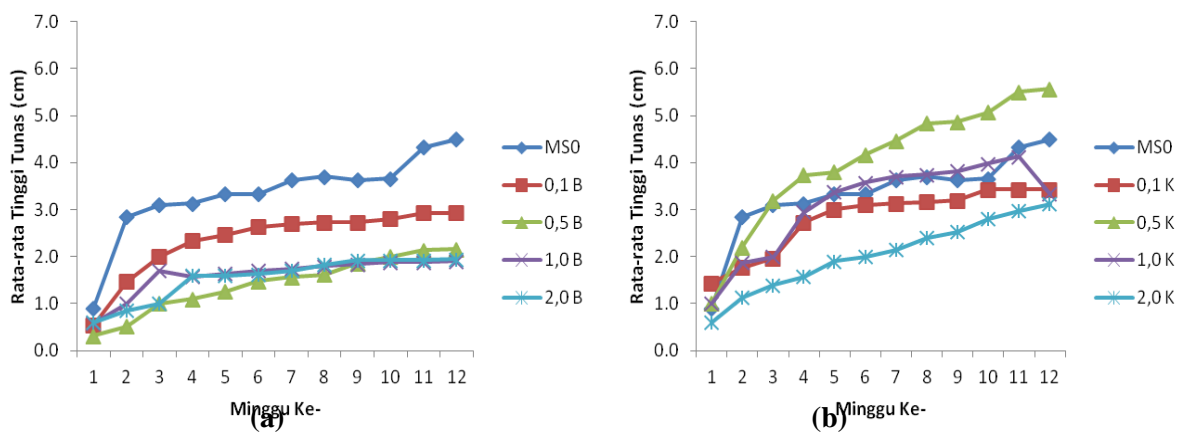 7.0
6.0
5.0
4.0
3.0
2.0
1.0
0.0
Rata-rata Tinggi Tunas (cm)
1 2 3 4 5 6 7 8 9 10 11 12
Minggu Ke-
(a)
MS0
0,1 B
0,5 B
1,0 B
2,0 B
7.0
6.0
5.0
4.0
3.0
2.0
1.0
0.0
Rata-rata Tinggi Tunas (cm)
1 2 3 4 5 6 7 8 9 10 11 12
Minggu Ke-
(b)
MS0
0,1 K
0,5 K
1,0 K
2,0 K